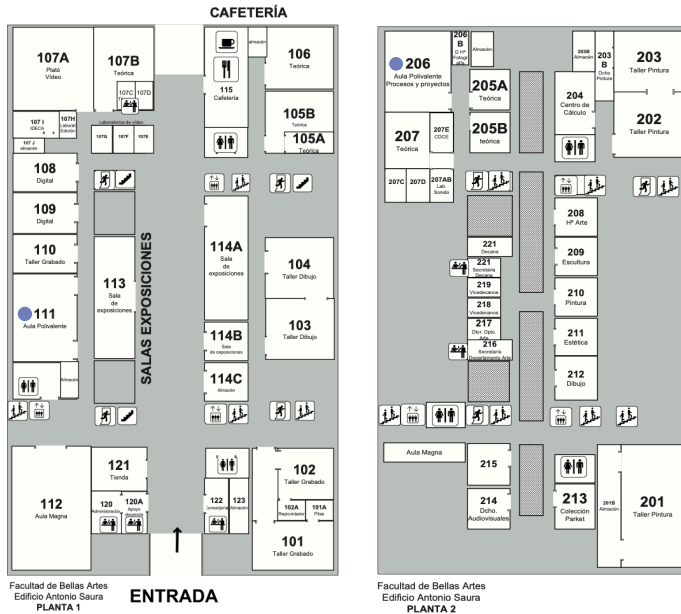 CAFETERÍA
107A
Plató
Vídeo
107B
Teórica
107C
107D
115
Cafetería
almacén
106
Teórica
105B
Teórica
105A
Teórica
107 I
IDECA
107H
Laborat.
Edición
107 J
almacén
Laboratorios de vídeo
107G
107F
107E
108
Digital
109
Digital
110
Taller Grabado
111
Aula Polivalente
Almacén
113
Sala
de
exposiciones
SALAS EXPOSICIONES
114A
Sala
de
exposiciones
114B
Sala
de exposiciones
114C
Almacén
104
Taller Dibujo
103
Taller Dibujo
112
Aula Magna
121
Tienda
120
Administración
120A
Apoyo
docencia
122
Conserjería
123
Almacén
102
Taller Grabado
102A
Reprordotor
101A
Pilas
101
Taller Grabado
Facultad de Bellas Artes
Edificio Antonio Saura
PLANTA 1
ENTRADA
206
Aula Polivalente
Procesos y proyectos
206
B
D Hª
Fotogr
afía
Almacén
205A
Teórica
205B
teórica
207
Teórica
207E
CDCE
207C
207D
207AB
Lab.
Sonido
203E
Almacén
203
B
Dcho
Pintura
203
Taller Pintura
204
Centro de
Cálculo
202
Taller Pintura
208
Hª Arte
209
Escultura
210
Pintura
211
Estética
212
Dibujo
221
Decana
221
Secretaría
Decana
219
Vicedecanos
218
Vicedecanos
217
Dtor. Dpto.
Arte
216
Secretaría
Departamento Arte
Aula Magna
215
214
Dcho.
Audiovisuales
213
Colección
Parket
201B
Almacén
201
Taller Pintura
Facultad de Bellas Artes
Edificio Antonio Saura
PLANTA 2